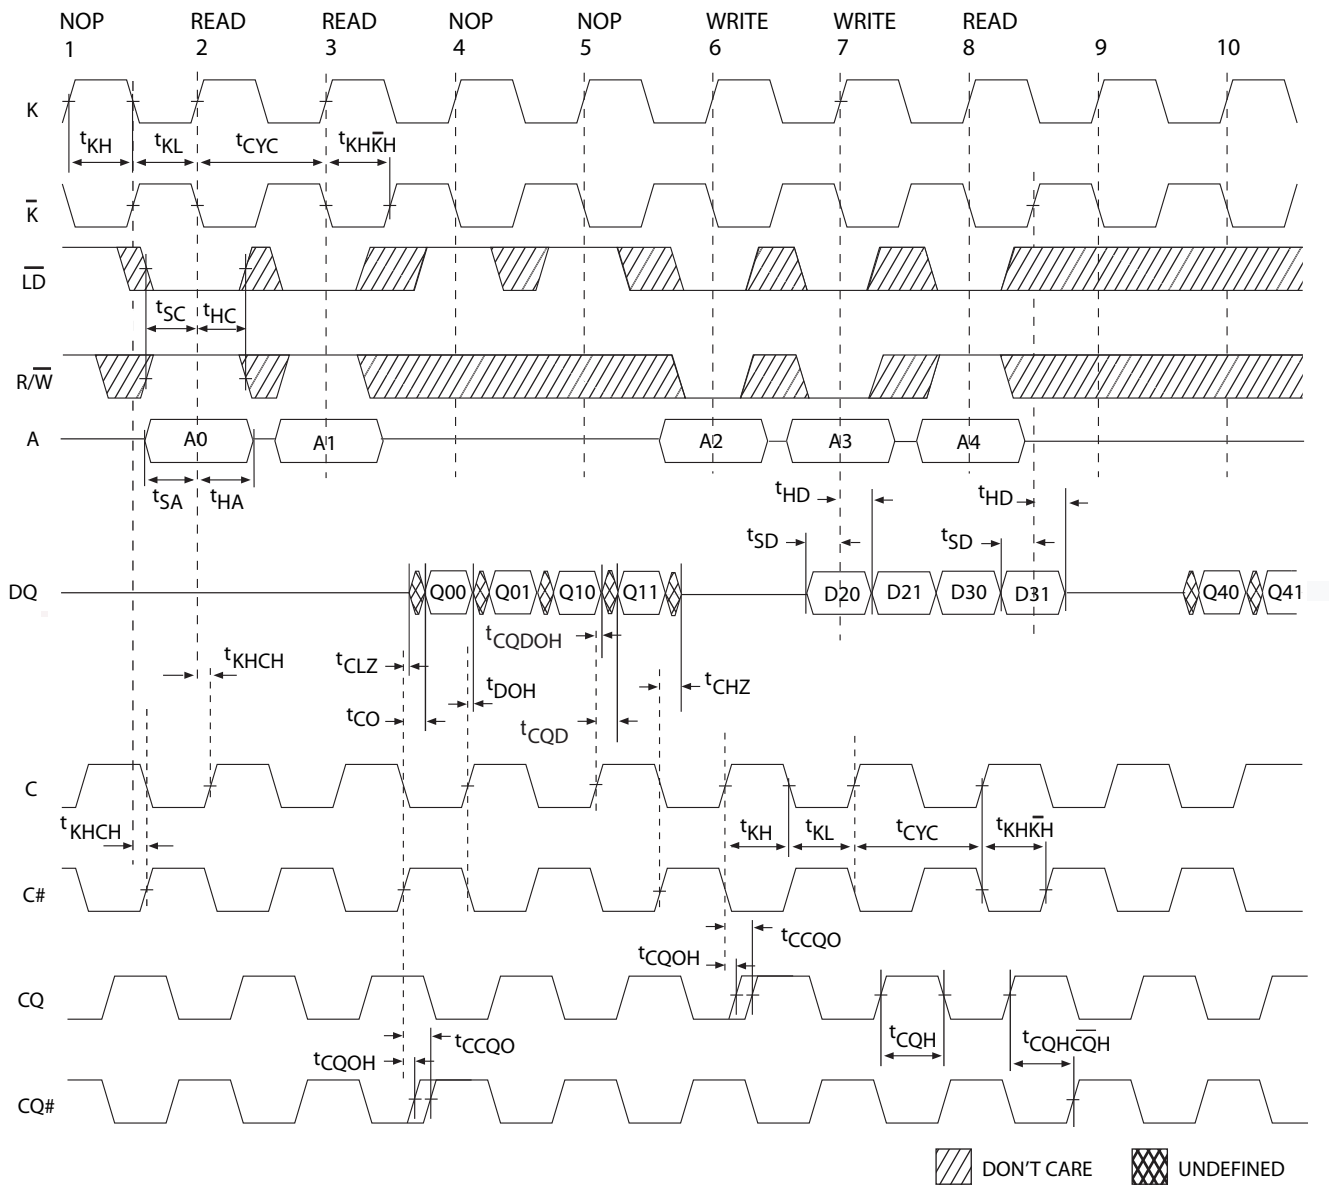 NOP READ READ NOP NOP WRITE WRITE READ
1 2 3 4 5 6 7 8 9 10
K
tKH tKL tCYC tKHK̅H
K̅
L̅D̅
tSC tHC
R/W̅
A A0 A1 A2 A3 A4
tSA tHA tHD tHD
tSD tSD
DQ Q00 Q01 Q10 Q11 D20 D21 D30 D31 Q40 Q41
tCQDOH
tKHCH tCLZ tDOH tCHZ
tCO tCQD
C
tKHCH tKH tKL tCYC tKHK̅H
C#
tCCQO
tCQOH
CQ
tCCQO tCQH tCQHC̅Q̅H
tCQOH
CQ#
DON'T CARE UNDEFINED